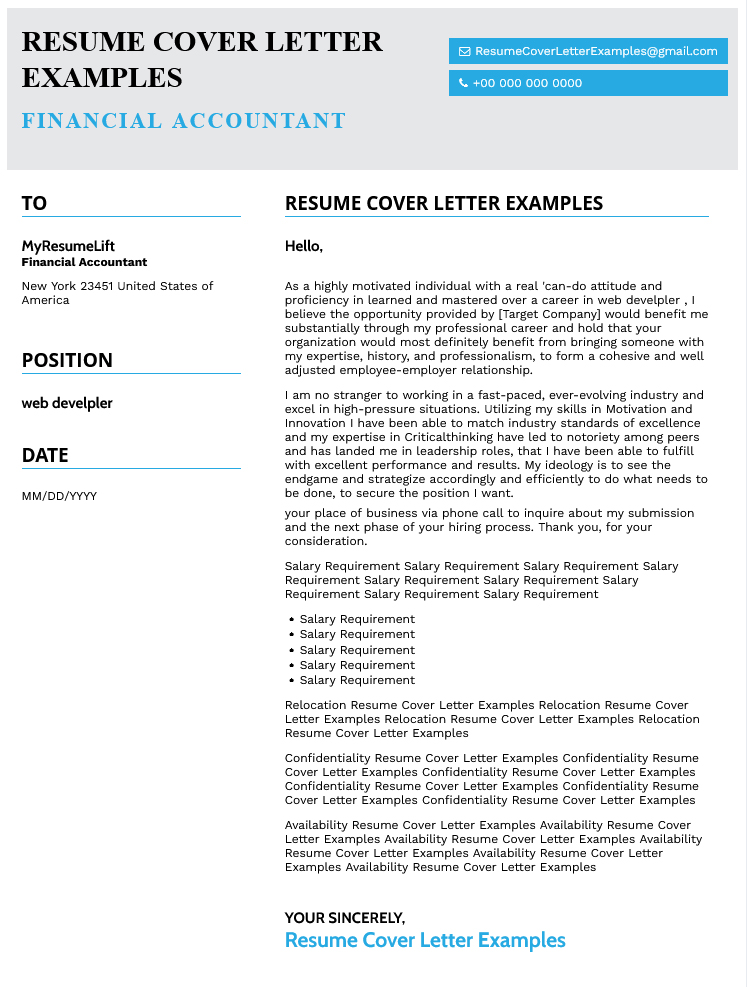 RESUME COVER LETTER
EXAMPLES
FINANCIAL ACCOUNTANT
ResumeCoverLetterExamples@gmail.com
+00 000 000 0000
TO
MyResumeLift
Financial Accountant
New York 23451 United States of
America
POSITION
web develpler
DATE
MM/DD/YYYY
RESUME COVER LETTER EXAMPLES
Hello,
As a highly motivated individual with a real 'can-do attitude and
proficiency in learned and mastered over a career in web develpler , I
believe the opportunity provided by [Target Company] would benefit me
substantially through my professional career and hold that your
organization would most definitely benefit from bringing someone with
my expertise, history, and professionalism, to form a cohesive and well
adjusted employee-employer relationship.
I am no stranger to working in a fast-paced, ever-evolving industry and
excel in high-pressure situations. Utilizing my skills in Motivation and
Innovation I have been able to match industry standards of excellence
and my expertise in Criticalthinking have led to notoriety among peers
and has landed me in leadership roles, that I have been able to fulfill
with excellent performance and results. My ideology is to see the
endgame and strategize accordingly and efficiently to do what needs to
be done, to secure the position I want.
your place of business via phone call to inquire about my submission
and the next phase of your hiring process. Thank you, for your
consideration.
Salary Requirement Salary Requirement Salary Requirement Salary
Requirement Salary Requirement Salary Requirement Salary
Requirement Salary Requirement Salary Requirement
• Salary Requirement
• Salary Requirement
• Salary Requirement
• Salary Requirement
• Salary Requirement
Relocation Resume Cover Letter Examples Relocation Resume Cover
Letter Examples Relocation Resume Cover Letter Examples Relocation
Resume Cover Letter Examples
Confidentiality Resume Cover Letter Examples Confidentiality Resume
Cover Letter Examples Confidentiality Resume Cover Letter Examples
Confidentiality Resume Cover Letter Examples Confidentiality Resume
Cover Letter Examples Confidentiality Resume Cover Letter Examples
Availability Resume Cover Letter Examples Availability Resume Cover
Letter Examples Availability Resume Cover Letter Examples Availability
Resume Cover Letter Examples Availability Resume Cover Letter
Examples Availability Resume Cover Letter Examples
YOUR SINCERELY,
Resume Cover Letter Examples